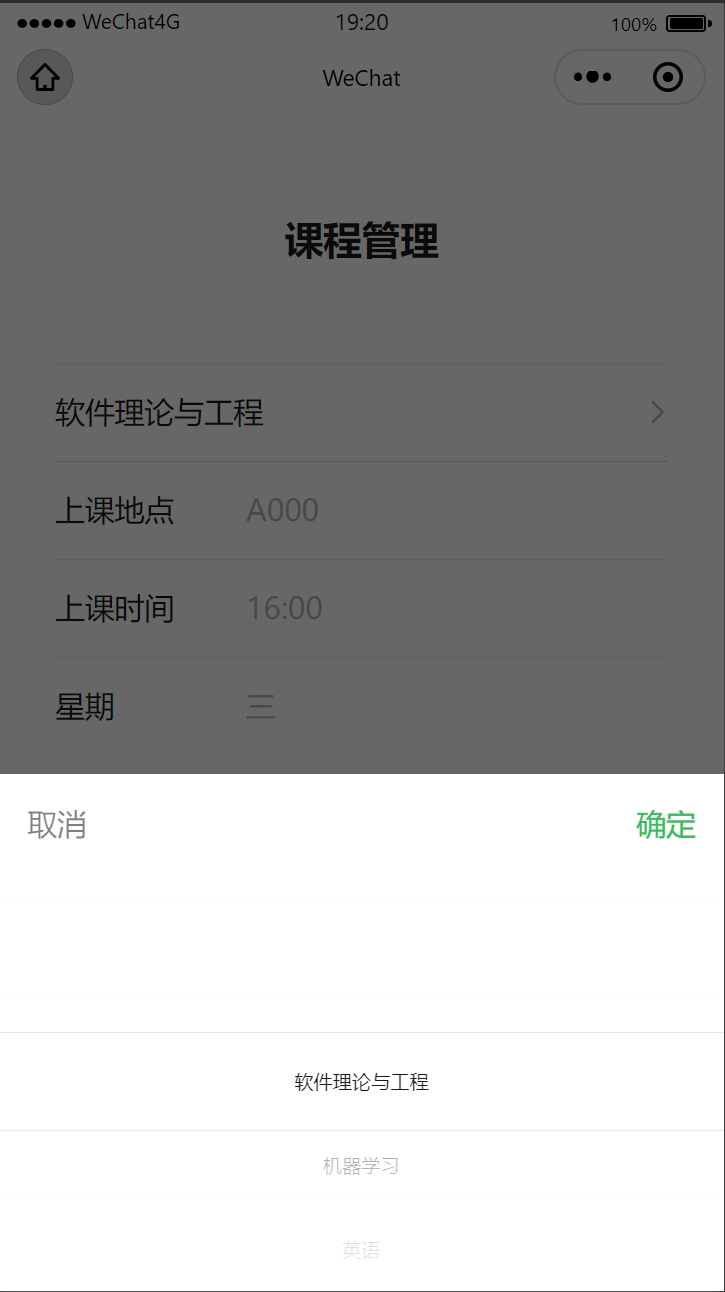 WeChat4G 19:20 100%
WeChat
课程管理
软件理论与工程
上课地点 A000
上课时间 16:00
星期 三
取消 确定
软件理论与工程
机器学习
英语